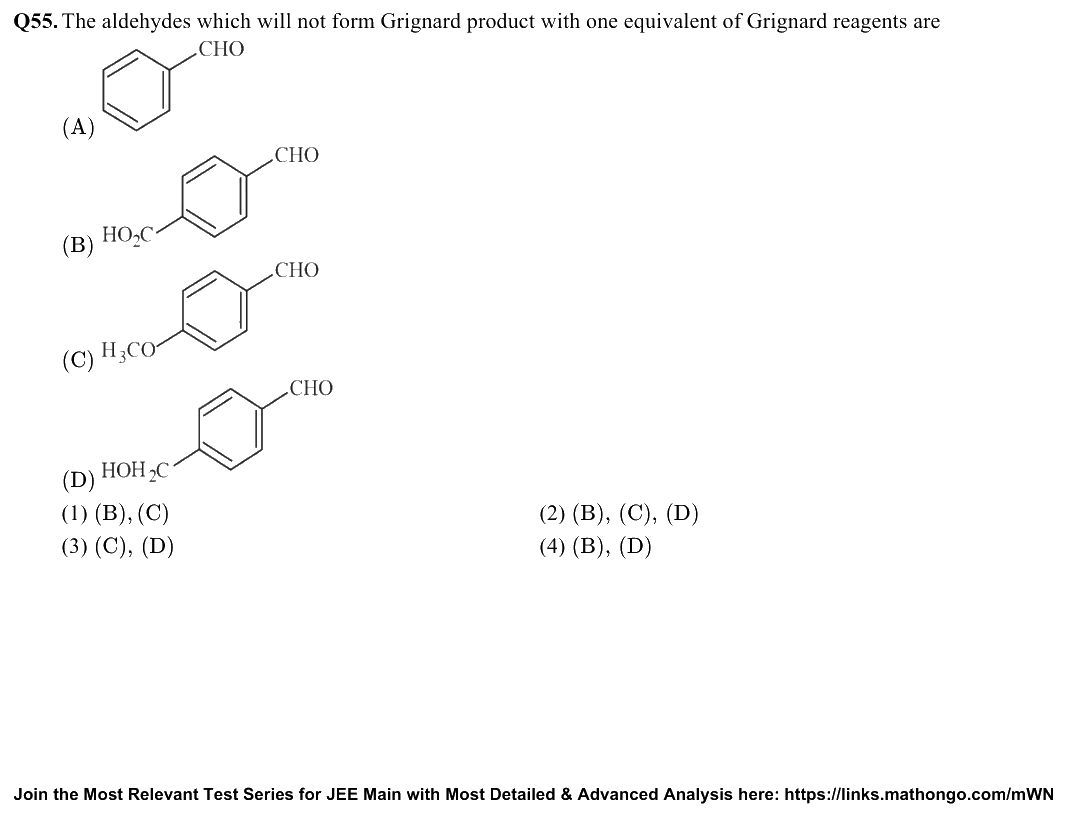 Q55. The aldehydes which will not form Grignard product with one equivalent of Grignard reagents are
CHO
(A)
CHO
(B) HO₂C
CHO
(C) H₃CO
CHO
(D) HOH₂C
(1) (B), (C) (2) (B), (C), (D)
(3) (C), (D) (4) (B), (D)
Join the Most Relevant Test Series for JEE Main with Most Detailed & Advanced Analysis here: https://links.mathongo.com/mWN